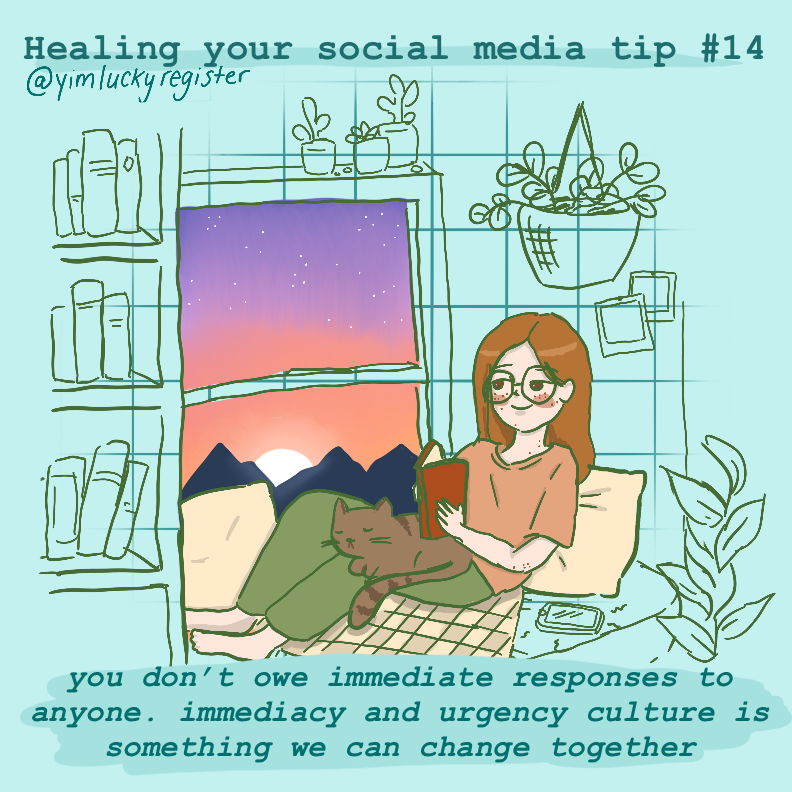 Healing your social media tip #14
@yimluckyregister
you don't owe immediate responses to
anyone. immediacy and urgency culture is
something we can change together